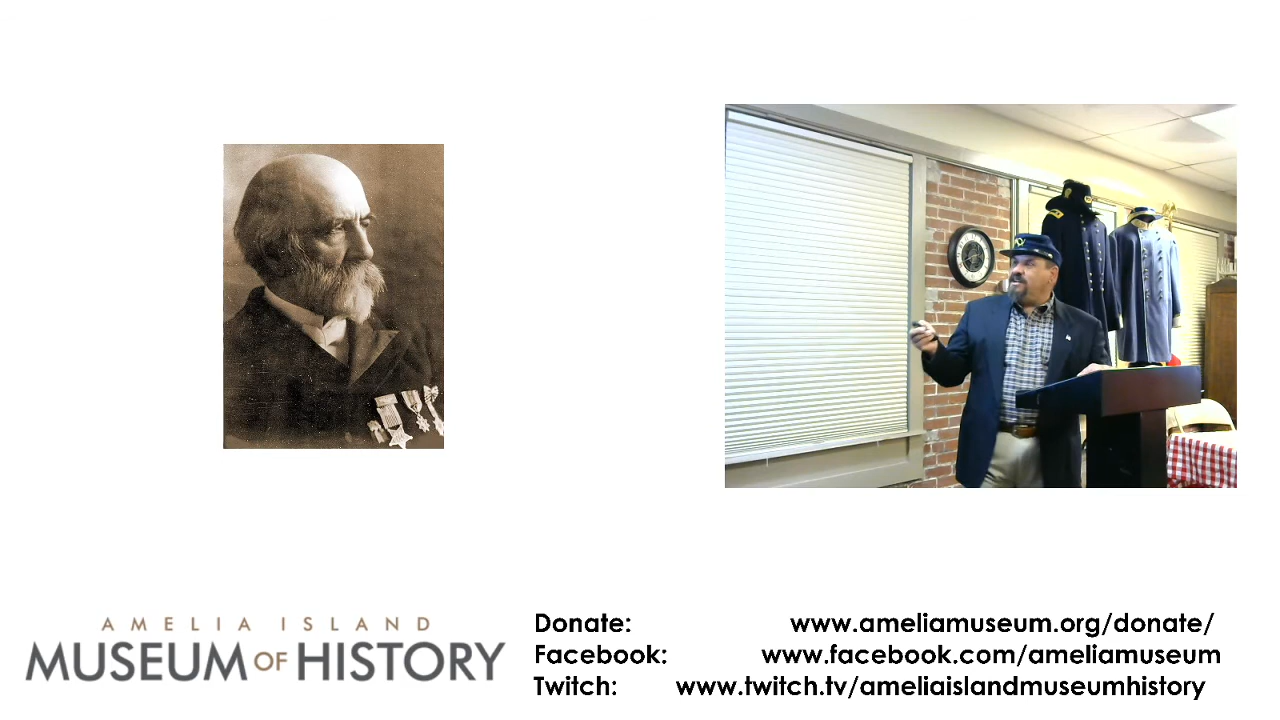 AMELIA ISLAND
MUSEUM OF HISTORY
Donate: www.ameliamuseum.org/donate/
Facebook: www.facebook.com/ameliamuseum
Twitch: www.twitch.tv/ameliaislandmuseumhistory